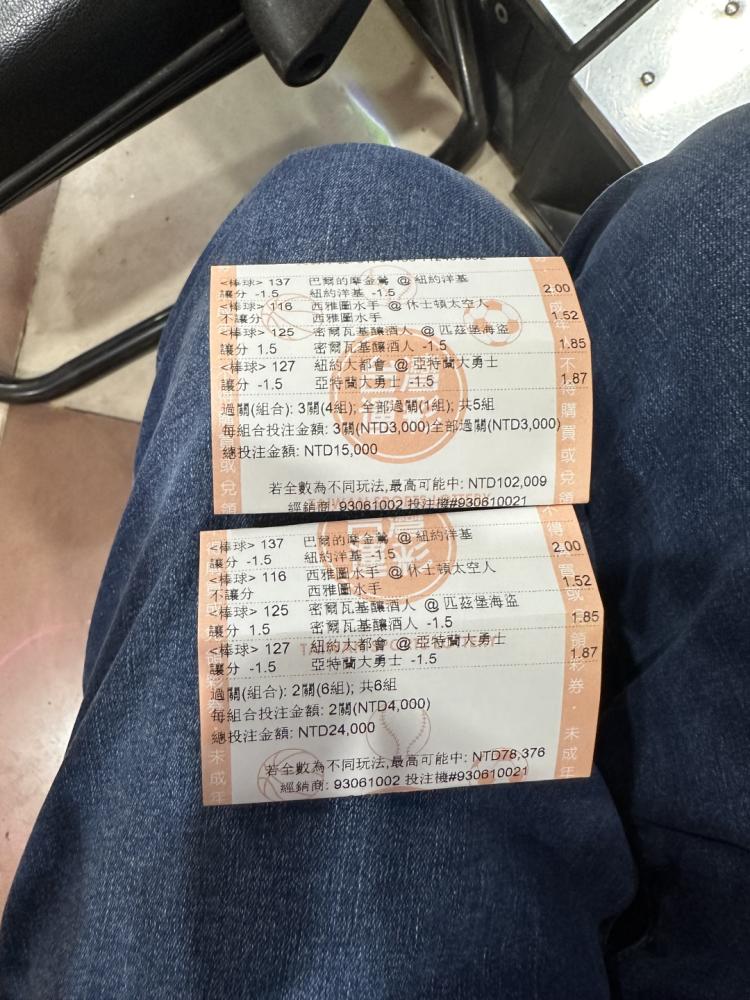 <棒球> 137 巴爾的摩金鶯 @ 紐約洋基
讓分 -1.5 紐約洋基 -1.5 2.00
<棒球> 116 西雅圖水手 @ 休士頓太空人
不讓分 西雅圖水手 1.52
<棒球> 125 密爾瓦基釀酒人 @ 匹茲堡海盜
讓分 1.5 密爾瓦基釀酒人 -1.5 1.85
<棒球> 127 紐約大都會 @ 亞特蘭大勇士
讓分 -1.5 亞特蘭大勇士 -1.5 1.87
過關(組合): 3關(4組); 全部過關(1組); 共5組
每組合投注金額: 3關(NTD3,000)全部過關(NTD3,000)
總投注金額: NTD15,000
若全數為不同玩法,最高可能中: NTD102,009
經銷商: 93061002 投注機#930610021
<棒球> 137 巴爾的摩金鶯 @ 紐約洋基
讓分 -1.5 紐約洋基 -1.5 2.00
<棒球> 116 西雅圖水手 @ 休士頓太空人
不讓分 西雅圖水手 1.52
<棒球> 125 密爾瓦基釀酒人 @ 匹茲堡海盜
讓分 1.5 密爾瓦基釀酒人 -1.5 1.85
<棒球> 127 紐約大都會 @ 亞特蘭大勇士
讓分 -1.5 亞特蘭大勇士 -1.5 1.87
過關(組合): 2關(6組); 共6組
每組合投注金額: 2關(NTD4,000)
總投注金額: NTD24,000
若全數為不同玩法,最高可能中: NTD78,376
經銷商: 93061002 投注機#930610021